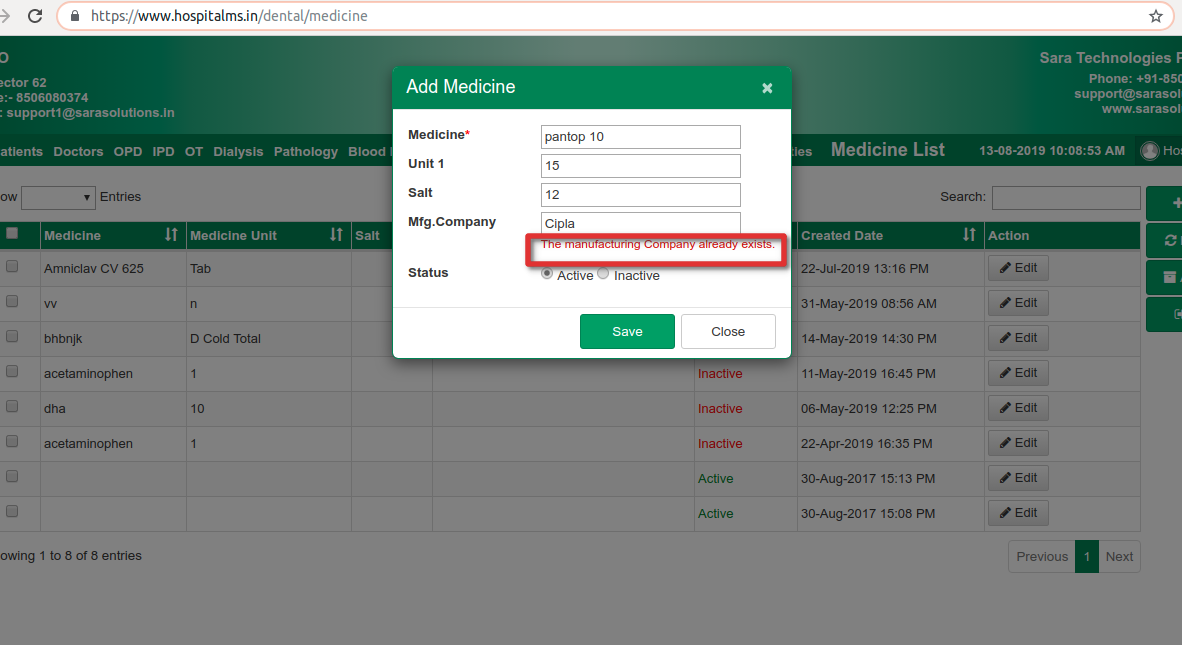 https://www.hospitalms.in/dental/medicine
O
Sara Technologies P
ector 62
e:- 8506080374
: support1@sarasolutions.in
Phone: +91-850
support@sarasolu
www.sarasol
atients Doctors OPD IPD OT Dialysis Pathology Blood
ies
Medicine List
13-08-2019 10:08:53 AM
Hos
ow
Entries
Search:
Medicine
Medicine Unit
Salt
Created Date
Action
Amniclav CV 625 Tab 22-Jul-2019 13:16 PM Edit
vv n 31-May-2019 08:56 AM Edit
bhbnjk D Cold Total 14-May-2019 14:30 PM Edit
acetaminophen 1 Inactive 11-May-2019 16:45 PM Edit
dha 10 Inactive 06-May-2019 12:25 PM Edit
acetaminophen 1 Inactive 22-Apr-2019 16:35 PM Edit
Active 30-Aug-2017 15:13 PM Edit
Active 30-Aug-2017 15:08 PM Edit
owing 1 to 8 of 8 entries
Previous 1 Next
Add Medicine
Medicine* pantop 10
Unit 1 15
Salt 12
Mfg.Company Cipla
The manufacturing Company already exists.
Status Active Inactive
Save Close